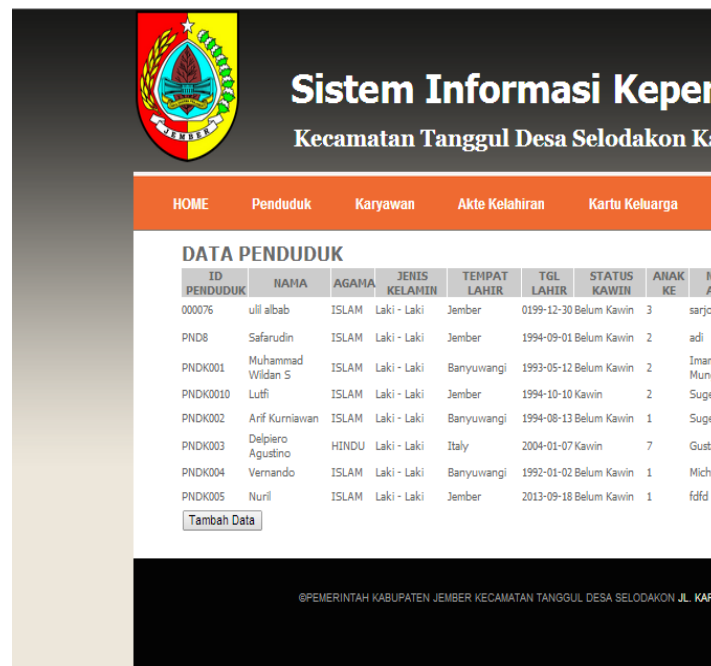 JEMBER
Sistem Informasi Keper
Kecamatan Tanggul Desa Selodakon Ka
HOME Penduduk Karyawan Akte Kelahiran Kartu Keluarga
DATA PENDUDUK
ID PENDUDUK NAMA AGAMA JENIS KELAMIN TEMPAT LAHIR TGL LAHIR STATUS KAWIN ANAK KE
000076 ulil albab ISLAM Laki - Laki Jember 0199-12-30 Belum Kawin 3 sarjo
PND8 Safarudin ISLAM Laki - Laki Jember 1994-09-01 Belum Kawin 2 adi
PNDK001 Muhammad Wildan S ISLAM Laki - Laki Banyuwangi 1993-05-12 Belum Kawin 2 Imam Mun
PNDK0010 Lutfi ISLAM Laki - Laki Jember 1994-10-10 Kawin 2 Suge
PNDK002 Arif Kurniawan ISLAM Laki - Laki Banyuwangi 1994-08-13 Belum Kawin 1 Suge
PNDK003 Delpiero Agustino HINDU Laki - Laki Italy 2004-01-07 Kawin 7 Gust
PNDK004 Vernando ISLAM Laki - Laki Banyuwangi 1992-01-02 Belum Kawin 1 Mich
PNDK005 Nuril ISLAM Laki - Laki Jember 2013-09-18 Belum Kawin 1 fdfd
Tambah Data
©PEMERINTAH KABUPATEN JEMBER KECAMATAN TANGGUL DESA SELODAKON JL. KAR